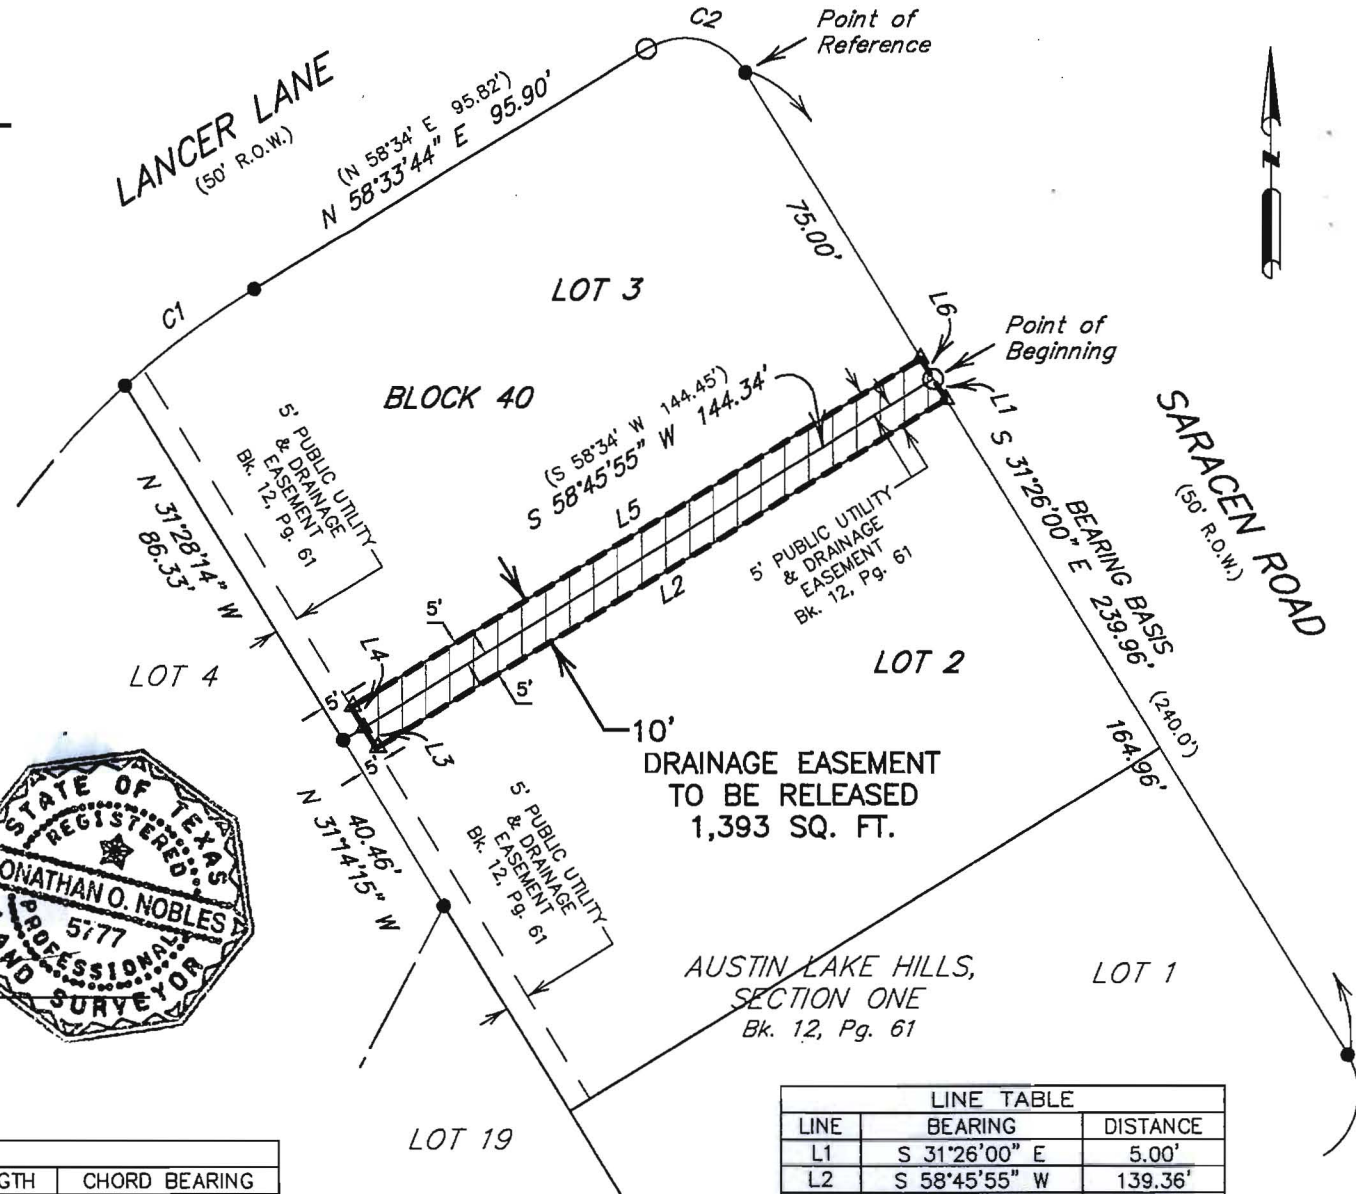 C2
Point of
Reference
LANCER LANE
(50' R.O.W.)
(N 58°34' E 95.82')
N 58°33'44" E 95.90'
N
75.00'
C1
LOT 3
L6
Point of
Beginning
BLOCK 40
(S 58°34' W 144.45')
S 58°45'55" W 144.34'
L1
S 31°26'00" E 239.96'
BEARING BASIS
(240.0')
164.96'
SARACEN ROAD
(50' R.O.W.)
5' PUBLIC UTILITY
& DRAINAGE
EASEMENT
Bk. 12, Pg. 61
N 31°28'14" W
86.33'
L5
L2
5' PUBLIC UTILITY
& DRAINAGE
EASEMENT
Bk. 12, Pg. 61
5'
5'
LOT 4
L4
5'
L3
5'
LOT 2
10'
DRAINAGE EASEMENT
TO BE RELEASED
1,393 SQ. FT.
40.46'
N 31°14'15" W
5' PUBLIC UTILITY
& DRAINAGE
EASEMENT
Bk. 12, Pg. 61
STATE OF TEXAS
REGISTERED
ONATHAN O. NOBLES
5777
PROFESSIONAL
AND SURVEYOR
AUSTIN LAKE HILLS,
SECTION ONE
Bk. 12, Pg. 61
LOT 1
LOT 19
LINE TABLE
LINE BEARING DISTANCE
L1 S 31°26'00" E 5.00'
L2 S 58°45'55" W 139.36'
GTH CHORD BEARING